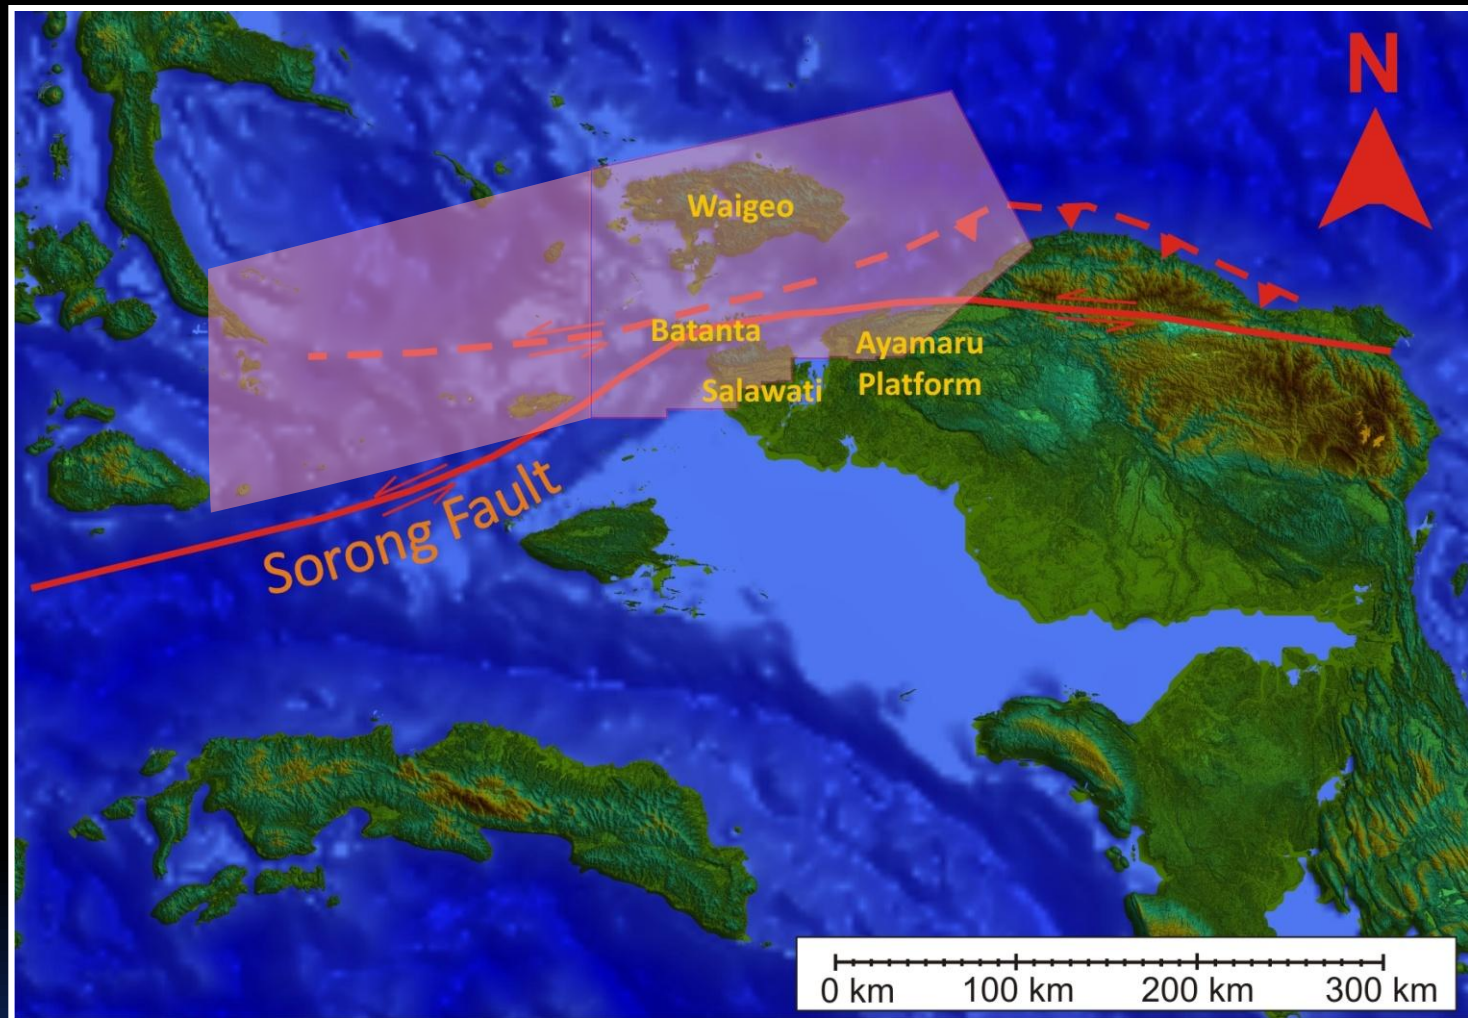 N
Waigeo
Batanta
Ayamaru
Platform
Salawati
Sorong Fault
0 km 100 km 200 km 300 km